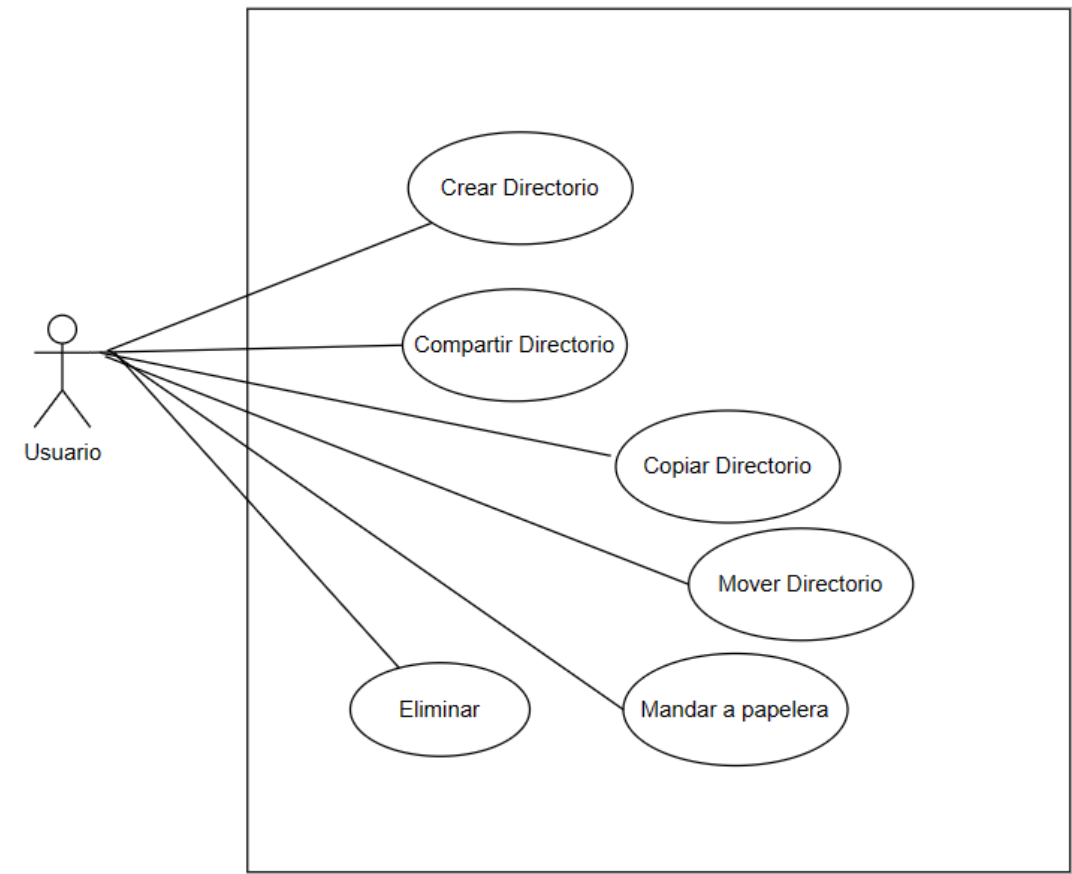 Crear Directorio
Compartir Directorio
Usuario
Copiar Directorio
Mover Directorio
Eliminar
Mandar a papelera